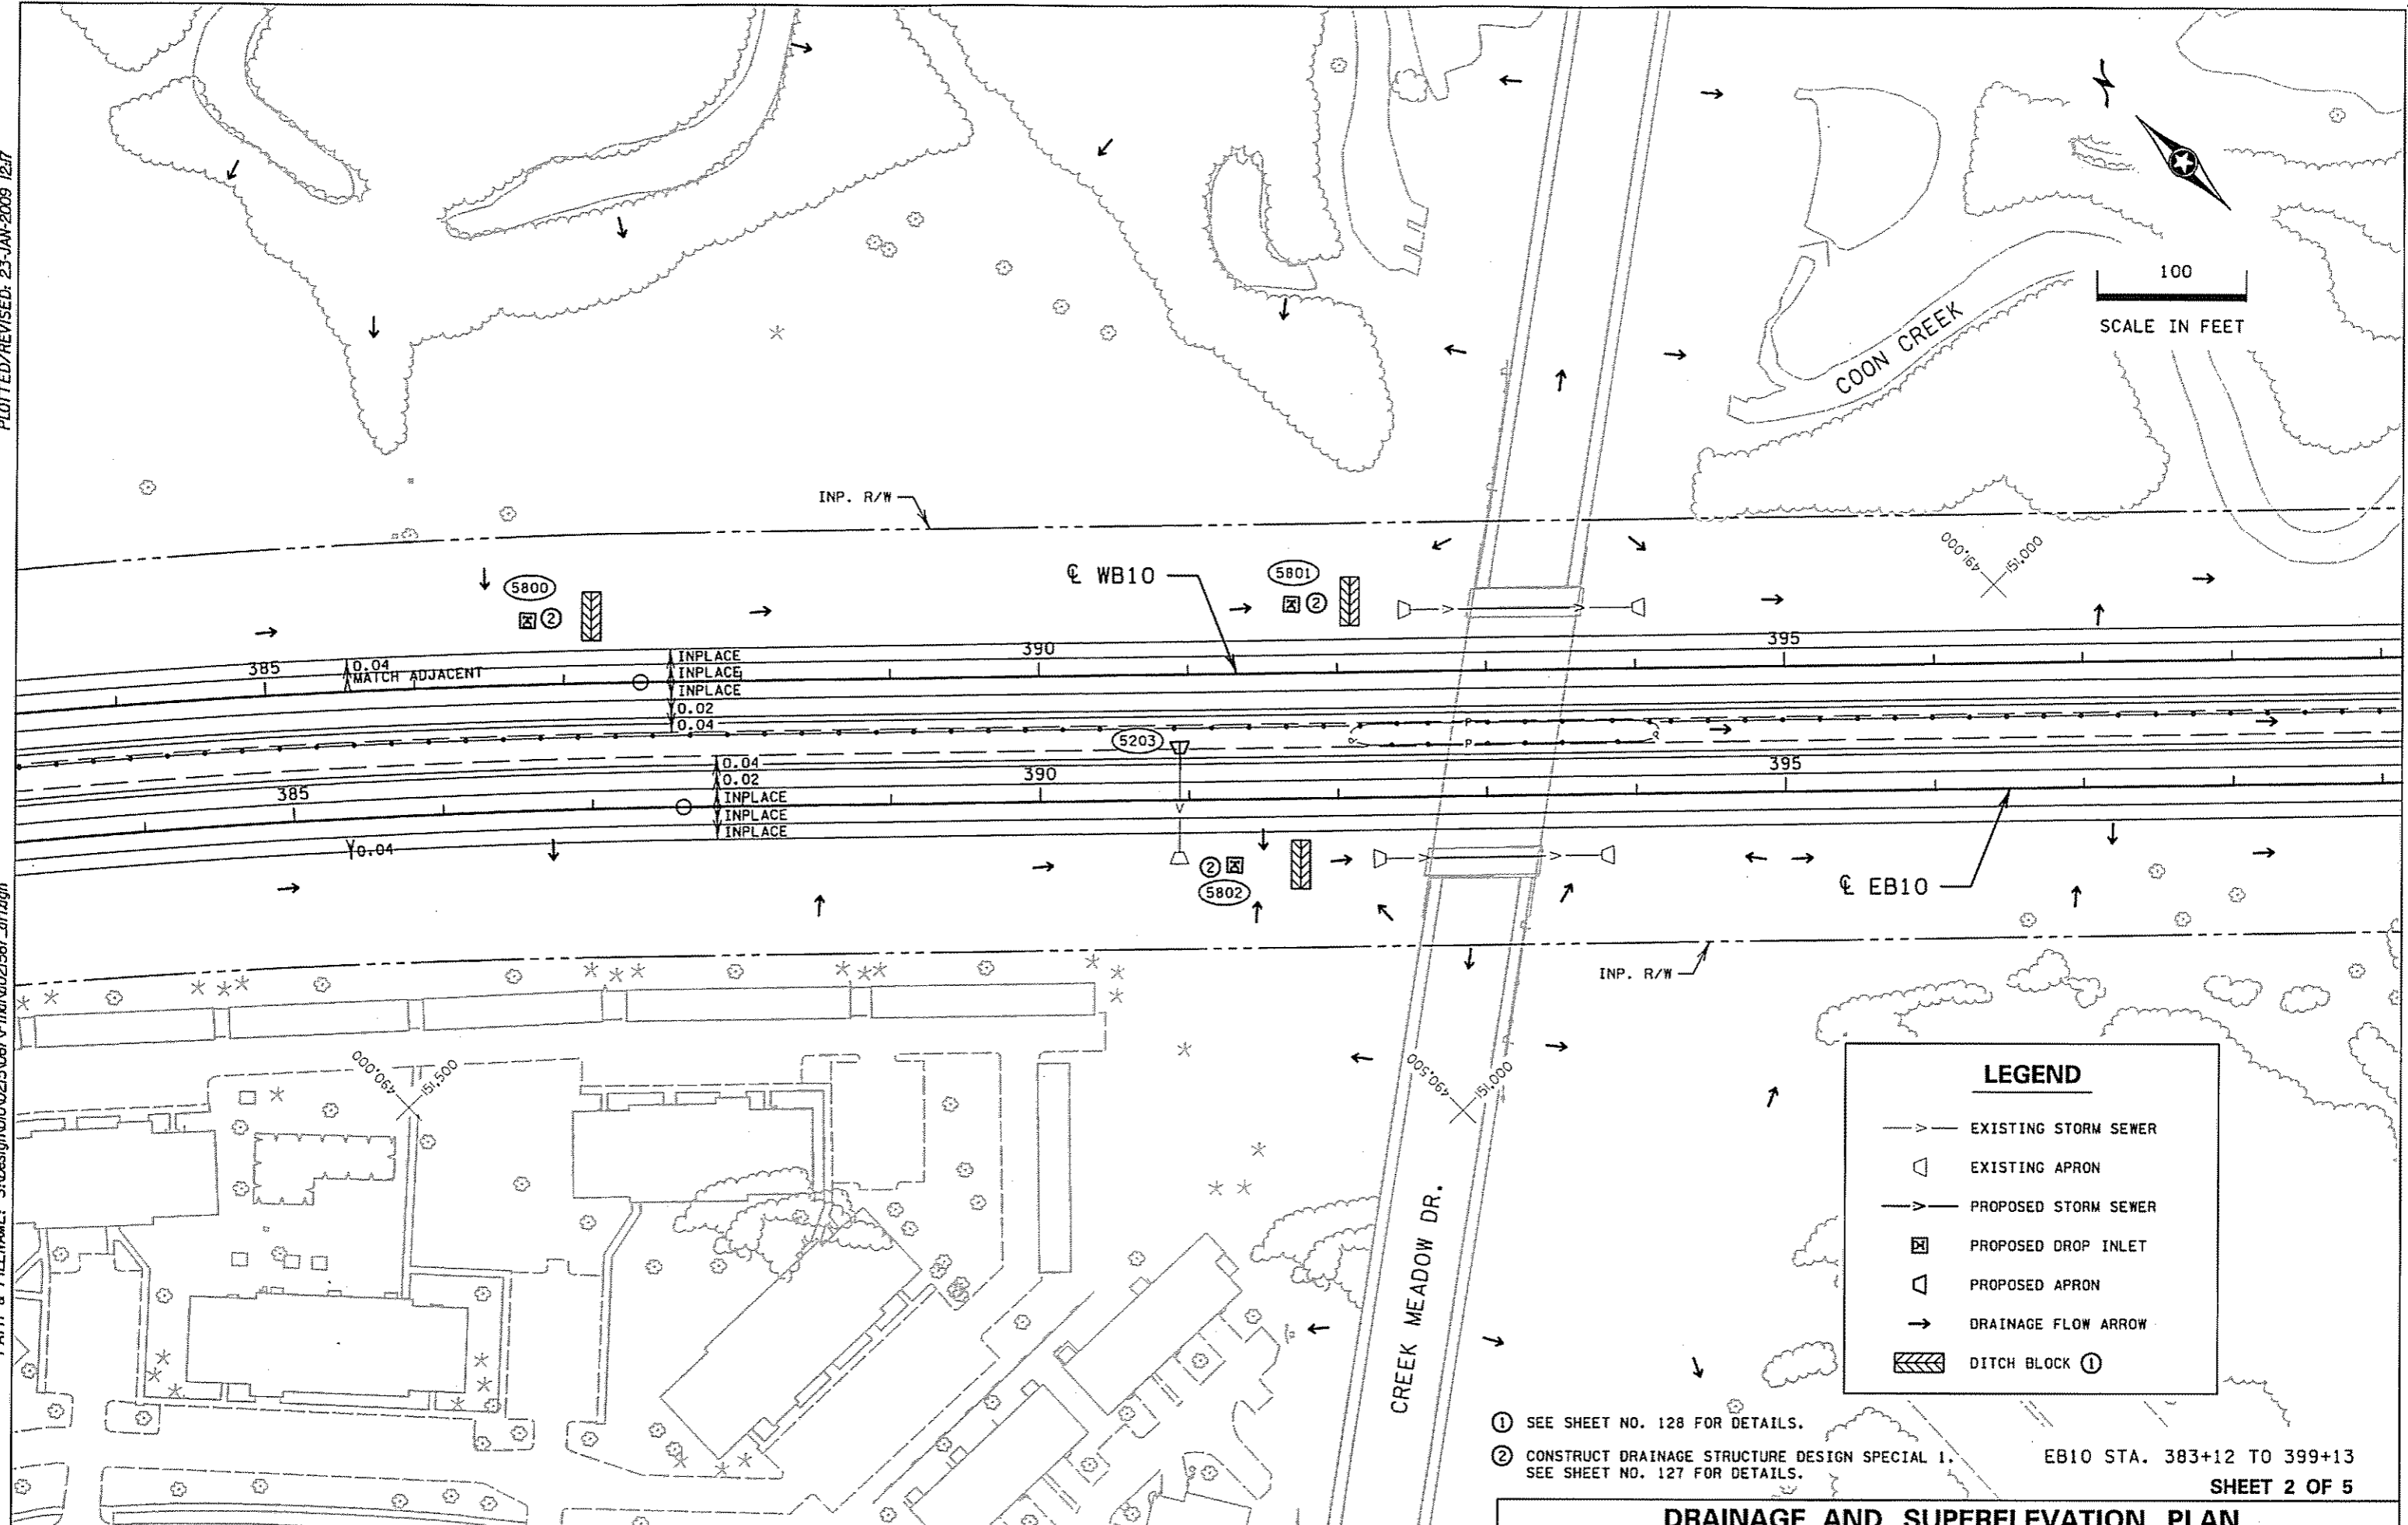 PLOTTED/REVISED: 23-JAN-2009 12:17
N
100
SCALE IN FEET
COON CREEK
INP. R/W
491,000
151,000
5800
2
5801
2
℄ WB10
385
0.04
MATCH ADJACENT
INPLACE
INPLACE
INPLACE
0.02
0.04
390
395
5203
385
0.04
0.04
0.02
INPLACE
INPLACE
INPLACE
390
395
P
P
2
5802
℄ EB10
INP. R/W
490,000
151,500
490,500
151,000
CREEK MEADOW DR.
LEGEND
EXISTING STORM SEWER
EXISTING APRON
PROPOSED STORM SEWER
PROPOSED DROP INLET
PROPOSED APRON
DRAINAGE FLOW ARROW
DITCH BLOCK ①
① SEE SHEET NO. 128 FOR DETAILS.
② CONSTRUCT DRAINAGE STRUCTURE DESIGN SPECIAL 1.
SEE SHEET NO. 127 FOR DETAILS.
EB10 STA. 383+12 TO 399+13
SHEET 2 OF 5
DRAINAGE AND SUPERELEVATION PLAN